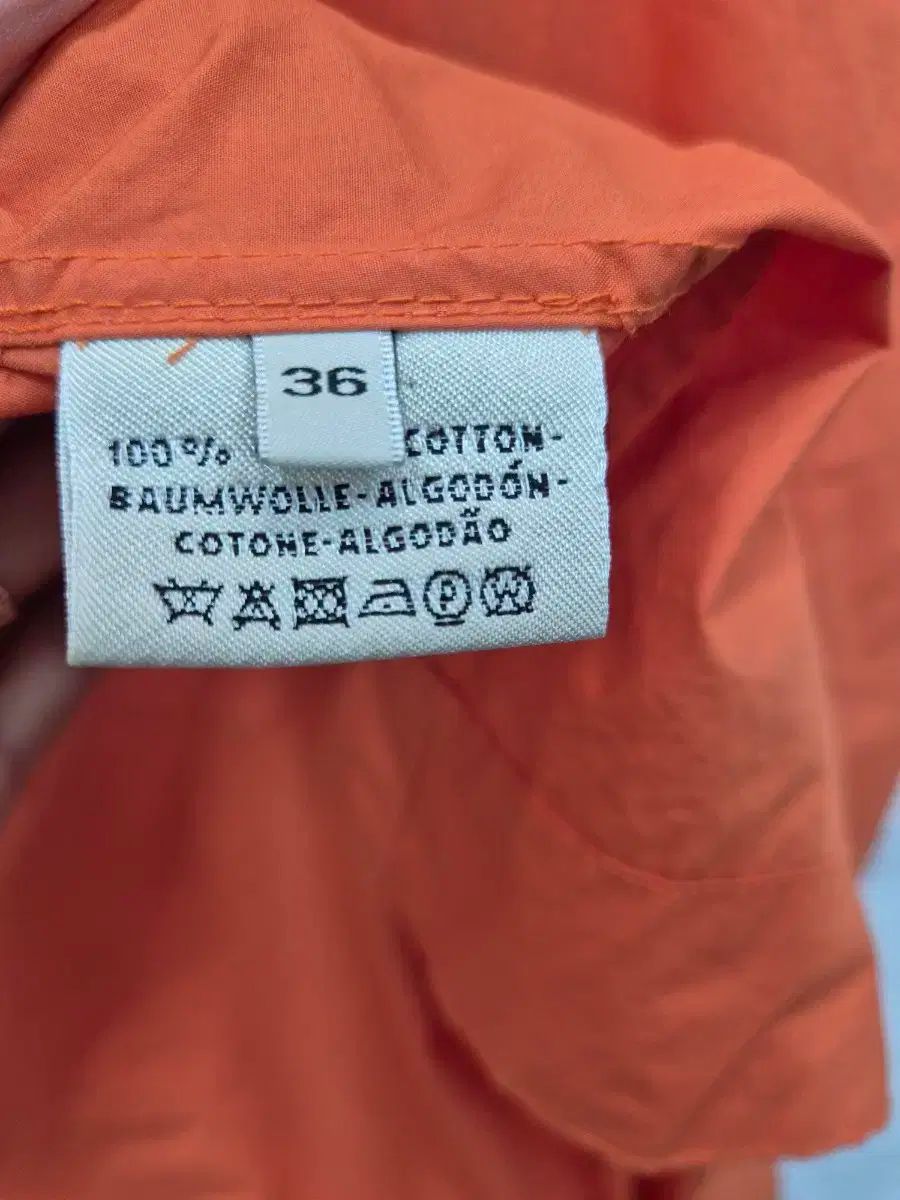 36
100% COTTON-
BAUMWOLLE-ALGODÓN-
COTONE-ALGODÃO
P W